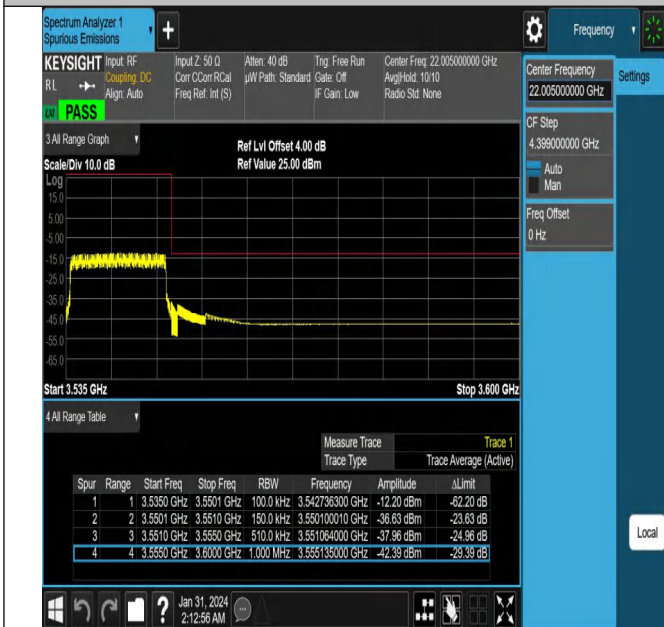 Spectrum Analyzer 1
Spurious Emissions
Frequency
KEYSIGHT
RL
PASS
Input: RF
Coupling: DC
Align: Auto
Input Z: 50 Ω
Corr CCorr RCal
Freq Ref: Int (S)
Atten: 40 dB
µW Path: Standard
Trig: Free Run
Gate: Off
IF Gain: Low
Center Freq: 22.005000000 GHz
Avg|Hold: 10/10
Radio Std: None
Center Frequency
22.005000000 GHz
Settings
CF Step
4.399000000 GHz
Auto
Man
Freq Offset
0 Hz
3 All Range Graph
Ref Lvl Offset 4.00 dB
Scale/Div 10.0 dB
Ref Value 25.00 dBm
Log
15.0
5.00
-5.00
-15.0
-25.0
-35.0
-45.0
-55.0
-65.0
Start 3.535 GHz
Stop 3.600 GHz
4 All Range Table
Measure Trace Trace 1
Trace Type Trace Average (Active)
Spur Range Start Freq Stop Freq RBW Frequency Amplitude ΔLimit
1 1 3.5350 GHz 3.5501 GHz 100.0 kHz 3.542736300 GHz -12.20 dBm -62.20 dB
2 2 3.5501 GHz 3.5510 GHz 150.0 kHz 3.550100010 GHz -36.63 dBm -23.63 dB
3 3 3.5510 GHz 3.5550 GHz 510.0 kHz 3.551064000 GHz -37.96 dBm -24.96 dB
4 4 3.5550 GHz 3.6000 GHz 1.000 MHz 3.555135000 GHz -42.39 dBm -29.39 dB
Local
?
Jan 31, 2024
2:12:56 AM